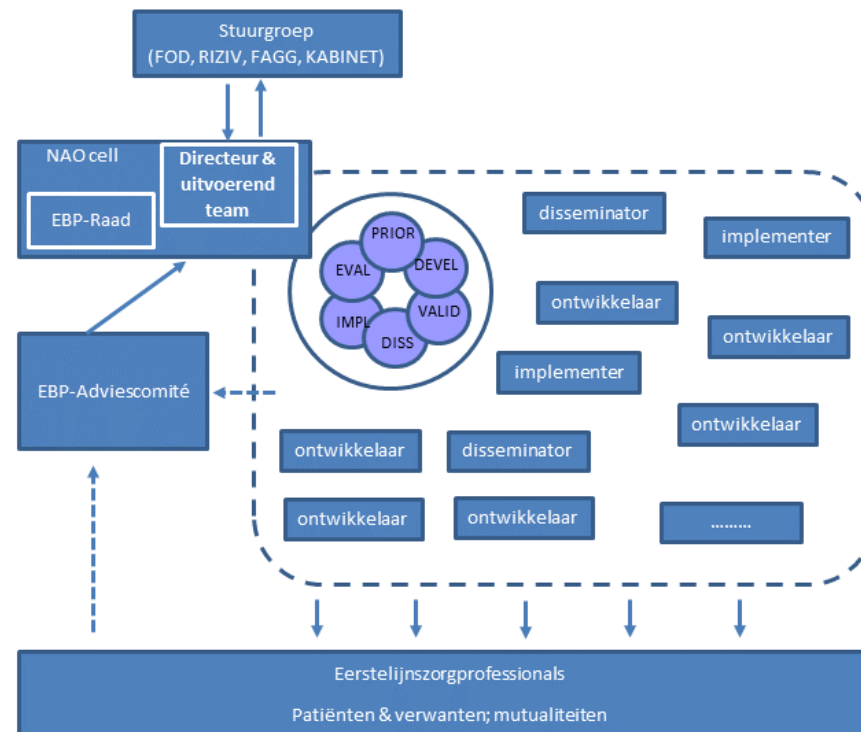 Stuurgroep
(FOD, RIZIV, FAGG, KABINET)
NAO cell
Directeur &
uitvoerend
team
EBP-Raad
PRIOR
DEVEL
VALID
DISS
IMPL
EVAL
disseminator
implementer
ontwikkelaar
ontwikkelaar
implementer
ontwikkelaar
ontwikkelaar
disseminator
ontwikkelaar
ontwikkelaar
.........
EBP-Adviescomité
Eerstelijnszorgprofessionals
Patiënten & verwanten; mutualiteiten